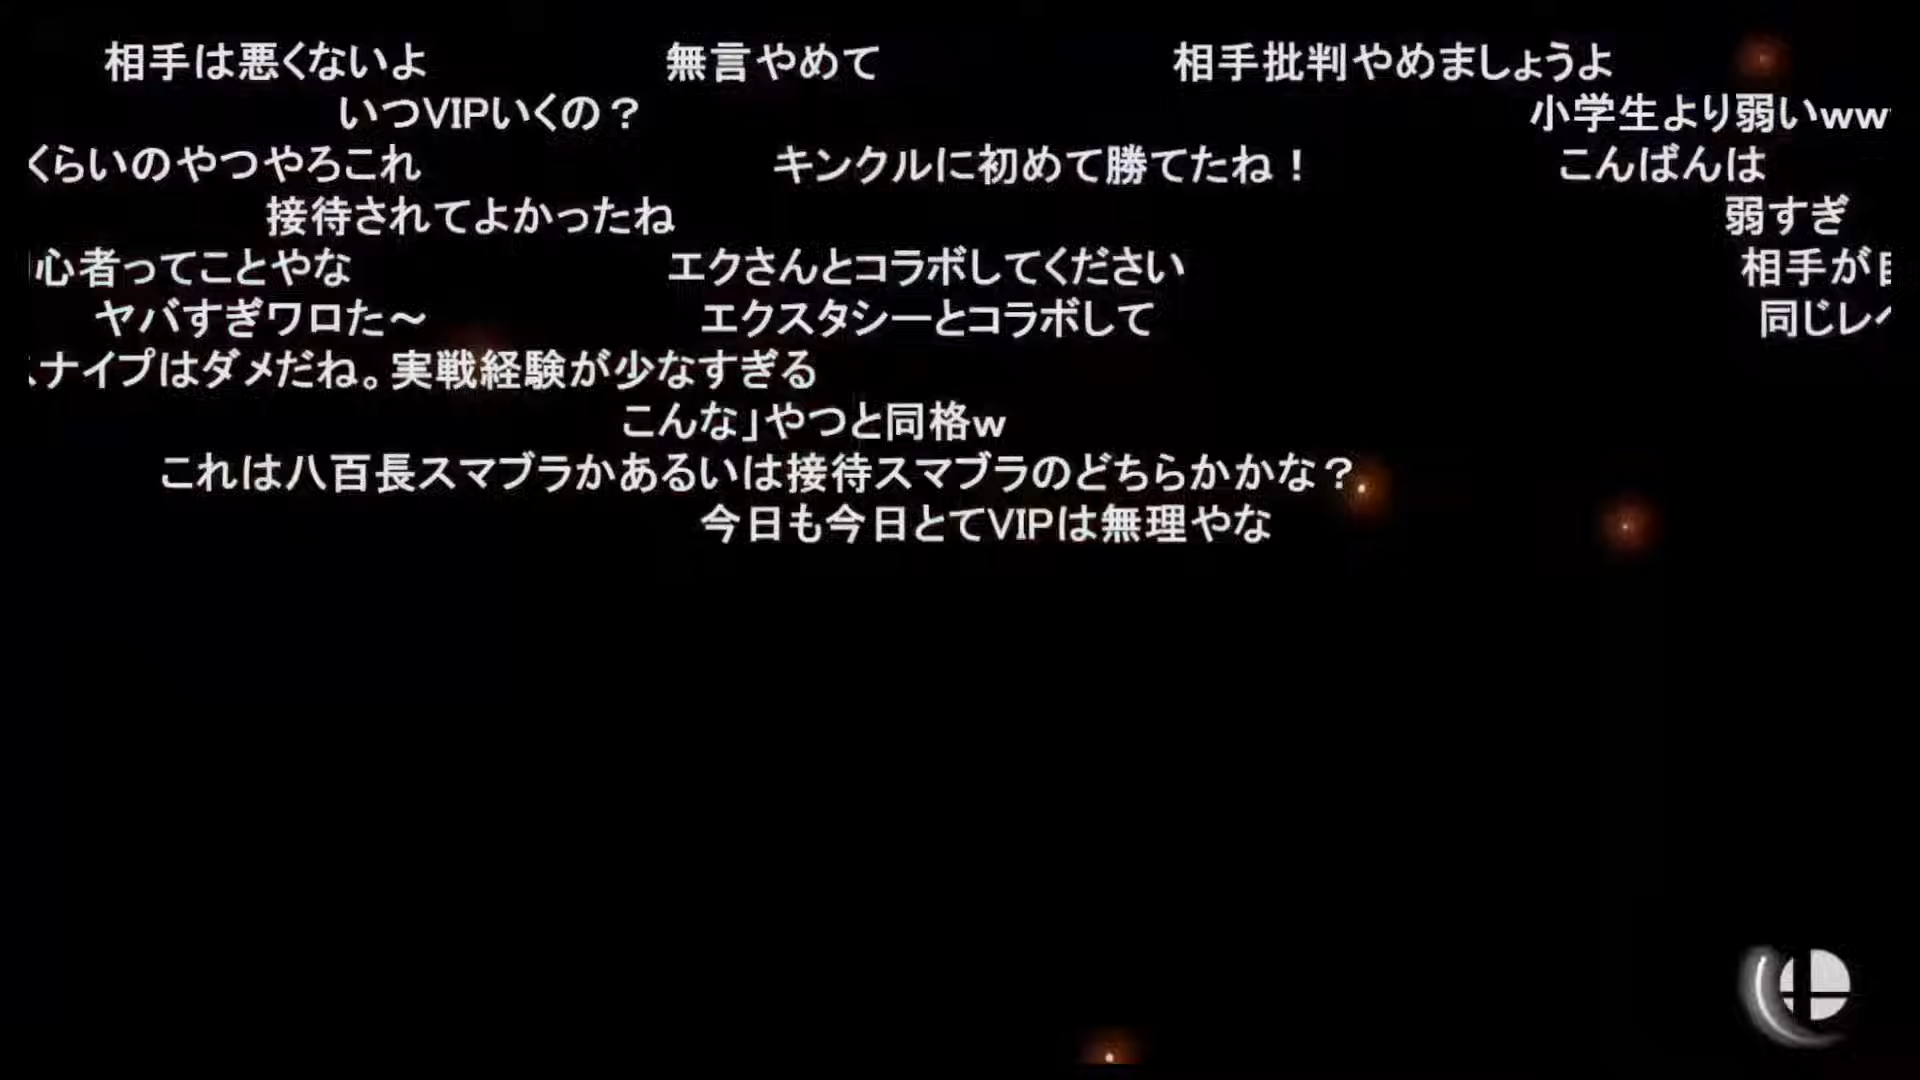 相手は悪くないよ 無言やめて 相手批判やめましょうよ
いつVIPいくの？ 小学生より弱いww
くらいのやつやろこれ キンクルに初めて勝てたね！ こんばんは
接待されてよかったね 弱すぎ
心者ってことやな エクさんとコラボしてください 相手が
ヤバすぎワロた～ エクスタシーとコラボして 同じレ
ナイプはダメだね。実戦経験が少なすぎる
こんな」やつと同格w
これは八百長スマブラかあるいは接待スマブラのどちらかかな？
今日も今日とてVIPは無理やな